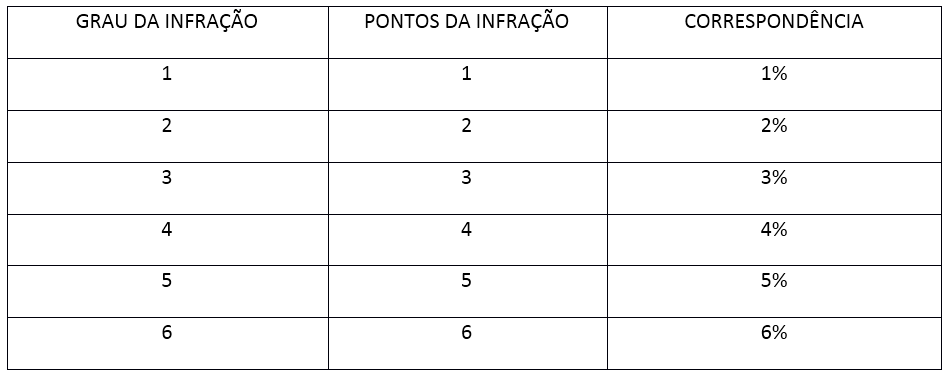 GRAU DA INFRAÇÃO PONTOS DA INFRAÇÃO CORRESPONDÊNCIA
1 1 1%
2 2 2%
3 3 3%
4 4 4%
5 5 5%
6 6 6%